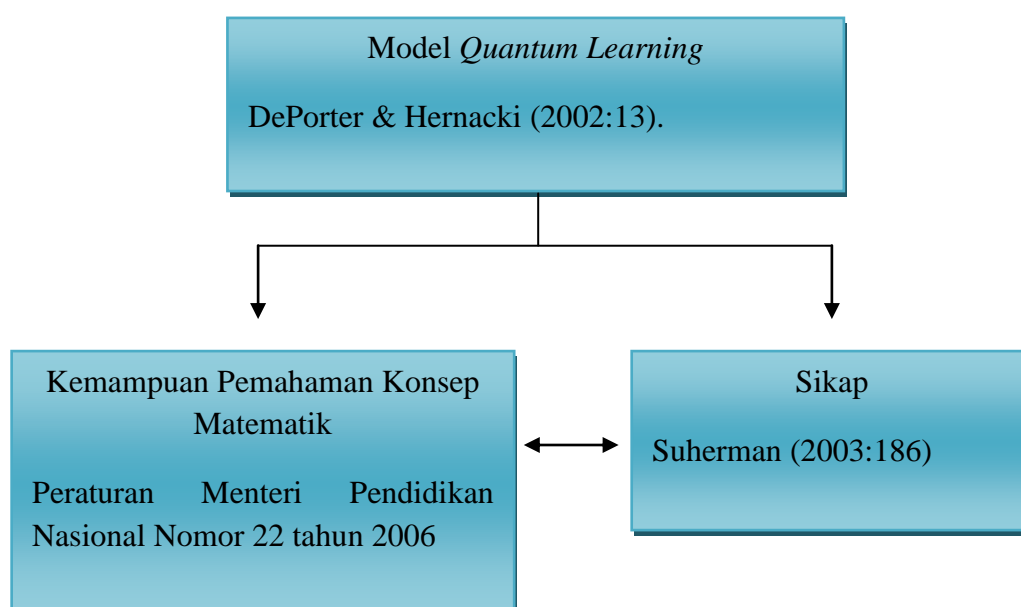 Model Quantum Learning
DePorter & Hernacki (2002:13).
Kemampuan Pemahaman Konsep
Matematik
Peraturan Menteri Pendidikan
Nasional Nomor 22 tahun 2006
Sikap
Suherman (2003:186)